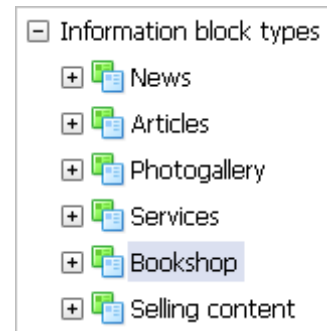 Information block types
News
Articles
Photogallery
Services
Bookshop
Selling content